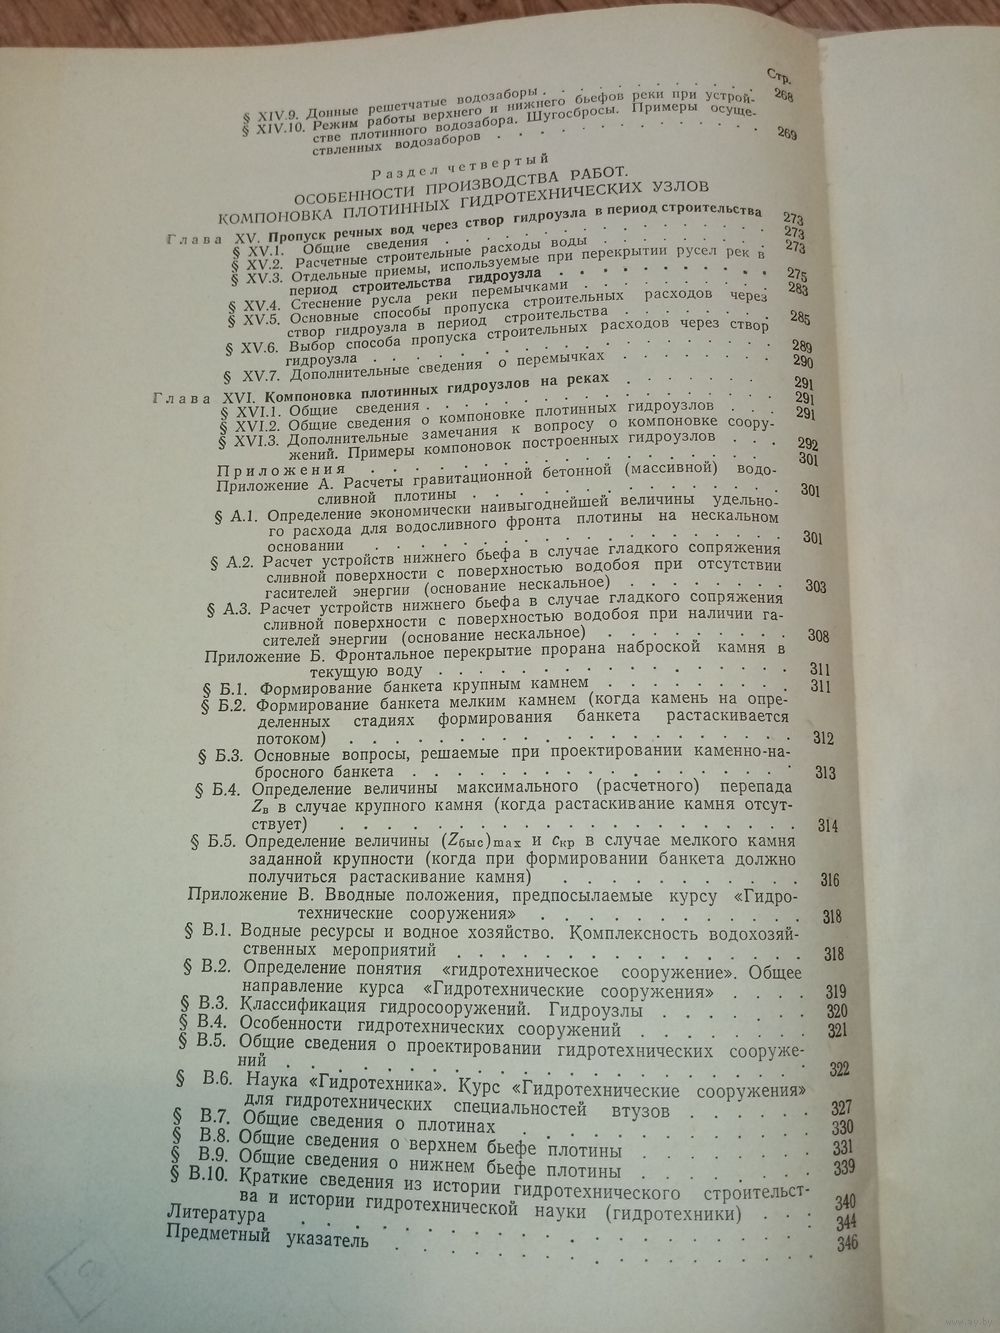 Стр.
§ XIV.9. Донные решетчатые водозаборы . . . . . . . . . . 268
§ XIV.10. Режим работы верхнего и нижнего бьефов реки при устрой-
стве плотинного водозабора. Шугосбросы. Примеры осуще-
ствленных водозаборов . . . . . . . . . . . . . 269
Раздел четвертый
ОСОБЕННОСТИ ПРОИЗВОДСТВА РАБОТ.
КОМПОНОВКА ПЛОТИННЫХ ГИДРОТЕХНИЧЕСКИХ УЗЛОВ
Глава XV. Пропуск речных вод через створ гидроузла в период строительства 273
§ XV.1. Общие сведения . . . . . . . . . . . . . 273
§ XV.2. Расчетные строительные расходы воды . . . . . . . 273
§ XV.3. Отдельные приемы, используемые при перекрытии русел рек в
период строительства гидроузла . . . . . . . . . . 275
§ XV.4. Стеснение русла реки перемычками . . . . . . . . 283
§ XV.5. Основные способы пропуска строительных расходов через
створ гидроузла в период строительства . . . . . . . 285
§ XV.6. Выбор способа пропуска строительных расходов через створ
гидроузла . . . . . . . . . . . . . . . . 289
§ XV.7. Дополнительные сведения о перемычках . . . . . . . 290
Глава XVI. Компоновка плотинных гидроузлов на реках . . . . . . 291
§ XVI.1. Общие сведения . . . . . . . . . . . . . 291
§ XVI.2. Общие сведения о компоновке плотинных гидроузлов . . . 291
§ XVI.3. Дополнительные замечания к вопросу о компоновке соору-
жений. Примеры компоновок построенных гидроузлов . . . 292
Приложения . . . . . . . . . . . . . . . . 301
Приложение А. Расчеты гравитационной бетонной (массивной) водо-
сливной плотины . . . . . . . . . . . . . 301
§ А.1. Определение экономически наивыгоднейшей величины удельно-
го расхода для водосливного фронта плотины на нескальном
основании . . . . . . . . . . . . . . . . 301
§ А.2. Расчет устройств нижнего бьефа в случае гладкого сопряжения
сливной поверхности с поверхностью водобоя при отсутствии
гасителей энергии (основание нескальное) . . . . . . . 303
§ А.3. Расчет устройств нижнего бьефа в случае гладкого сопряжения
сливной поверхности с поверхностью водобоя при наличии га-
сителей энергии (основание нескальное) . . . . . . . . 308
Приложение Б. Фронтальное перекрытие прорана наброской камня в
текущую воду . . . . . . . . . . . . . . . 311
§ Б.1. Формирование банкета крупным камнем . . . . . . . . 311
§ Б.2. Формирование банкета мелким камнем (когда камень на опре-
деленных стадиях формирования банкета растаскивается
потоком) . . . . . . . . . . . . . . . . . 312
§ Б.3. Основные вопросы, решаемые при проектировании каменно-на-
бросного банкета . . . . . . . . . . . . . . 313
§ Б.4. Определение величины максимального (расчетного) перепада
Zв в случае крупного камня (когда растаскивание камня отсут-
ствует) . . . . . . . . . . . . . . . . . 314
§ Б.5. Определение величины (Zбыс)max и cкр в случае мелкого камня
заданной крупности (когда при формировании банкета должно
получиться растаскивание камня) . . . . . . . . . . 316
Приложение В. Вводные положения, предпосылаемые курсу «Гидро-
технические сооружения» . . . . . . . . . . . 318
§ В.1. Водные ресурсы и водное хозяйство. Комплексность водохозяй-
ственных мероприятий . . . . . . . . . . . . . 318
§ В.2. Определение понятия «гидротехническое сооружение». Общее
направление курса «Гидротехнические сооружения» . . . . 319
§ В.3. Классификация гидросооружений. Гидроузлы . . . . . . 320
§ В.4. Особенности гидротехнических сооружений . . . . . . . 321
§ В.5. Общие сведения о проектировании гидротехнических сооруже-
ний . . . . . . . . . . . . . . . . . . . 322
§ В.6. Наука «Гидротехника». Курс «Гидротехнические сооружения»
для гидротехнических специальностей втузов . . . . . . 327
§ В.7. Общие сведения о плотинах . . . . . . . . . . . 330
§ В.8. Общие сведения о верхнем бьефе плотины . . . . . . . 331
§ В.9. Общие сведения о нижнем бьефе плотины . . . . . . . 339
§ В.10. Краткие сведения из истории гидротехнического строительст-
ва и истории гидротехнической науки (гидротехники) . . . 340
Литература . . . . . . . . . . . . . . . . . 344
Предметный указатель . . . . . . . . . . . . . . 346
www.ay.by